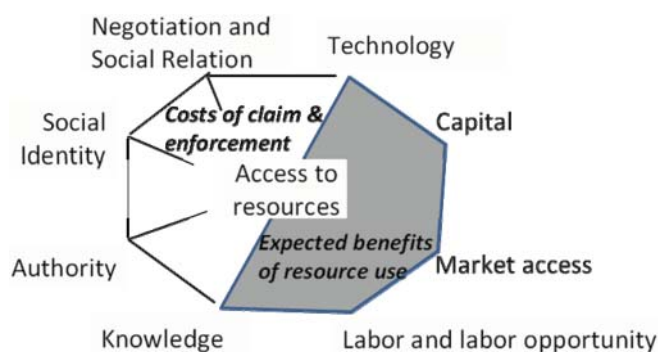 Negotiation and
Social Relation
Technology
Costs of claim &
enforcement
Capital
Social
Identity
Access to
resources
Expected benefits
of resource use
Market access
Authority
Knowledge
Labor and labor opportunity